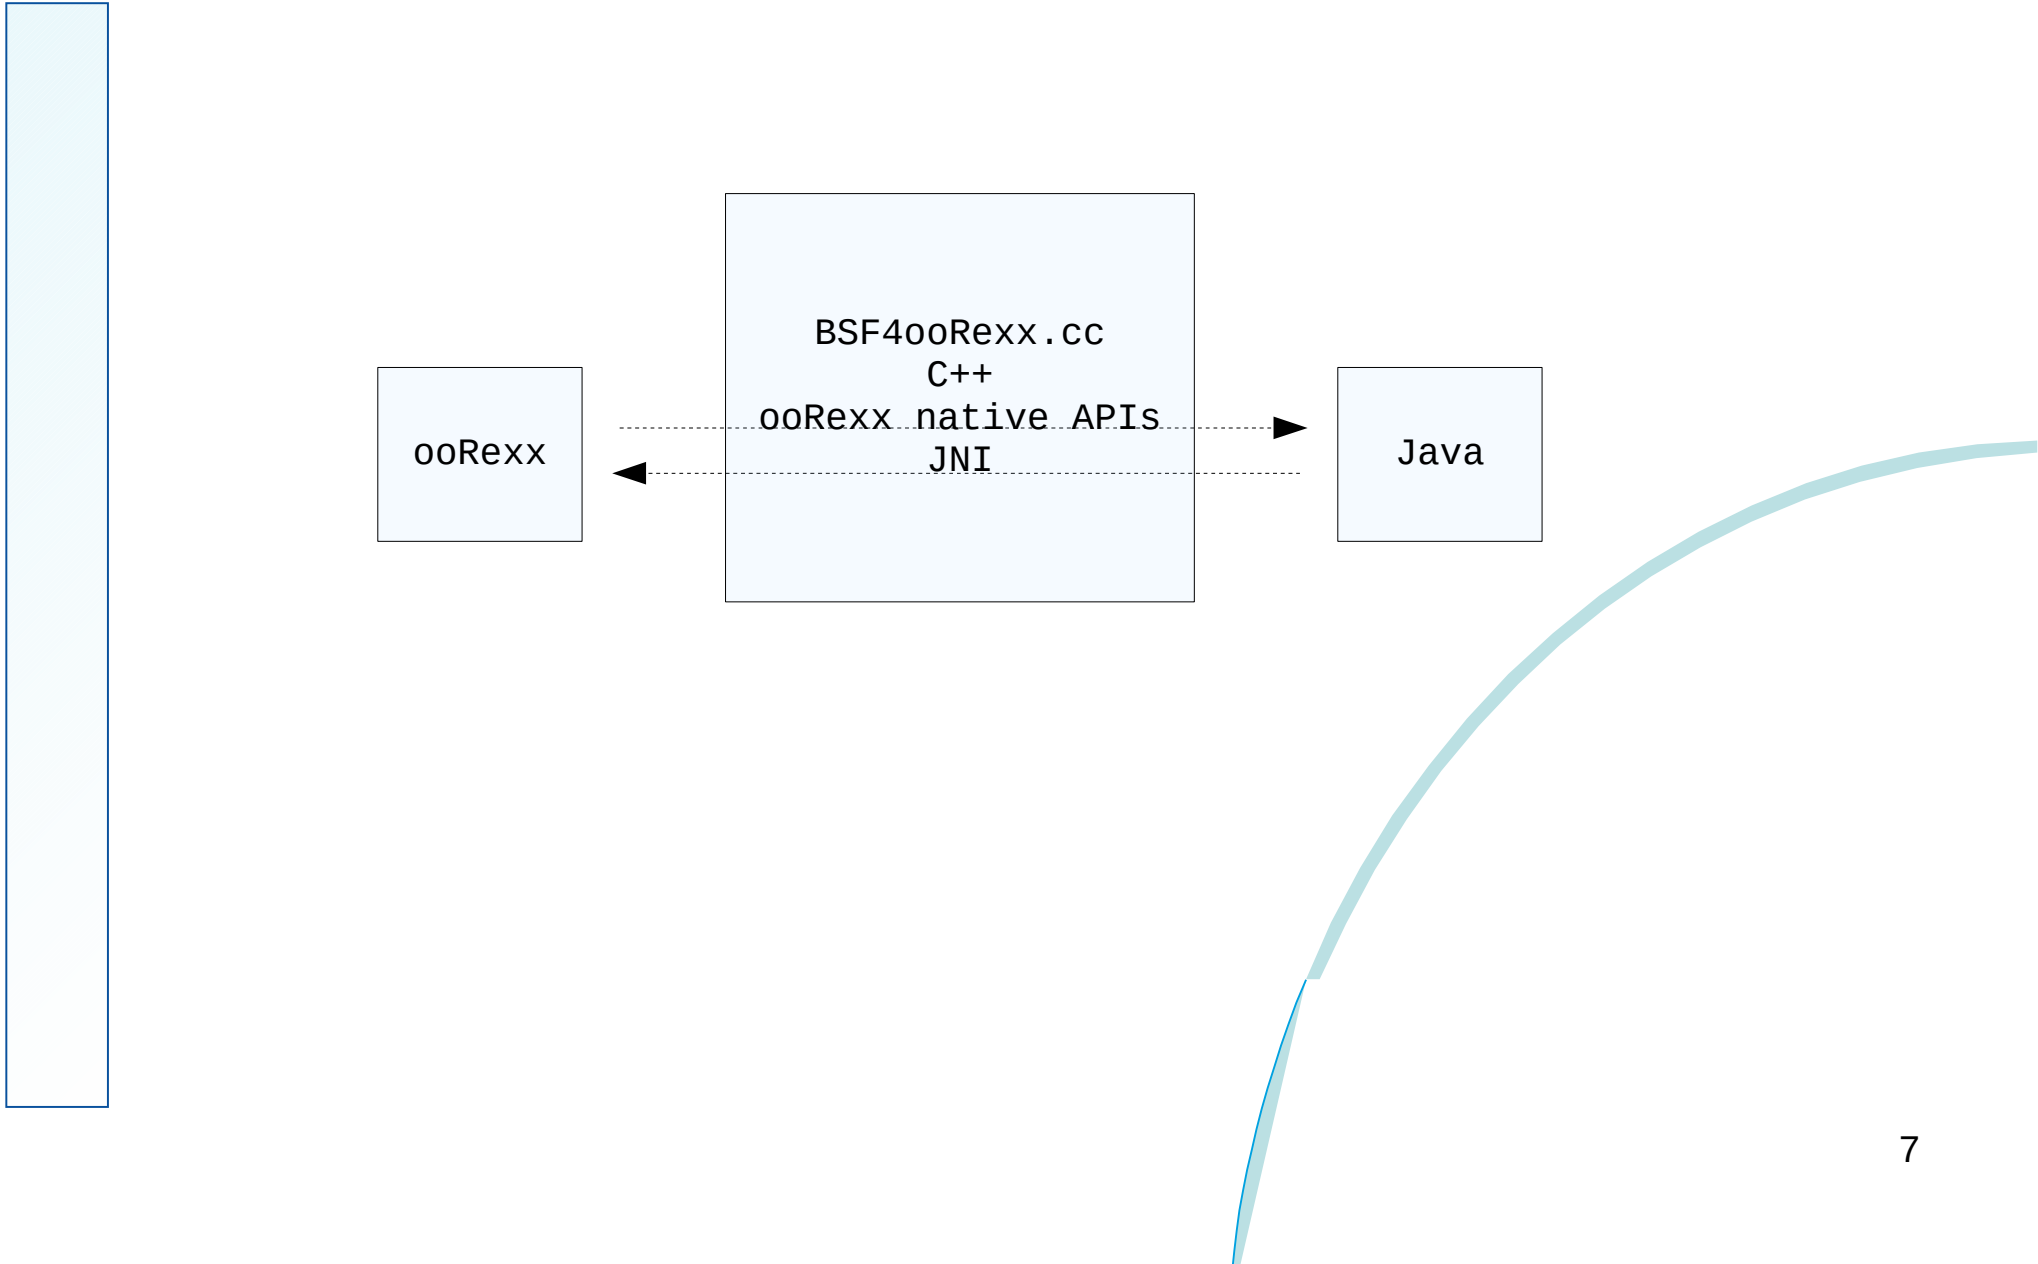 BSF4ooRexx.cc
C++
ooRexx native APIs
JNI
ooRexx
Java
7